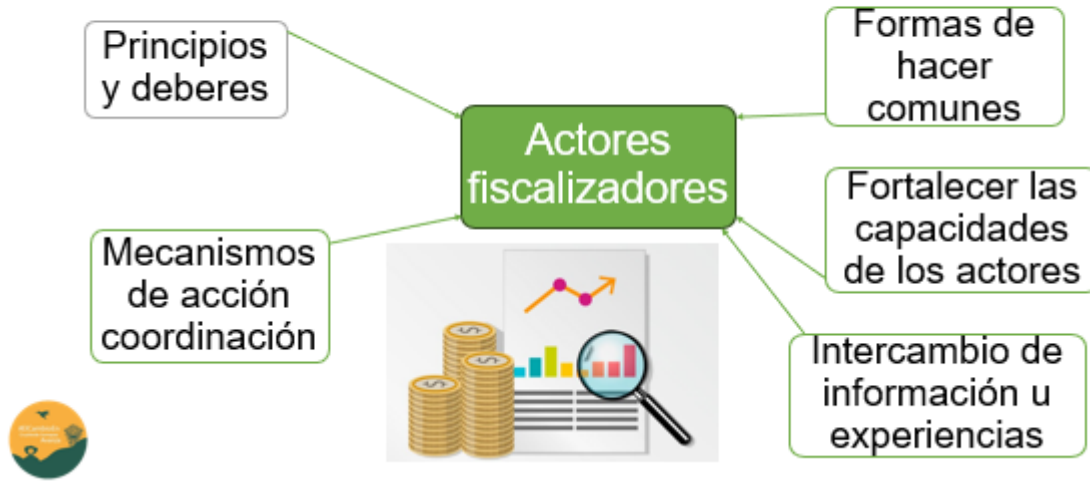 Principios
y deberes
Actores
fiscalizadores
Formas de
hacer
comunes
Mecanismos
de acción
coordinación
Fortalecer las
capacidades
de los actores
Intercambio de
información u
experiencias